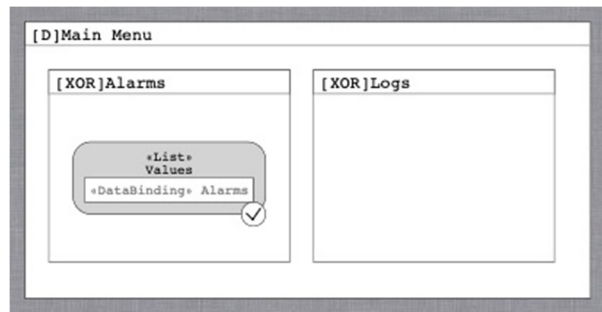 [D]Main Menu
[XOR]Alarms
[XOR]Logs
«List»
Values
«DataBinding» Alarms